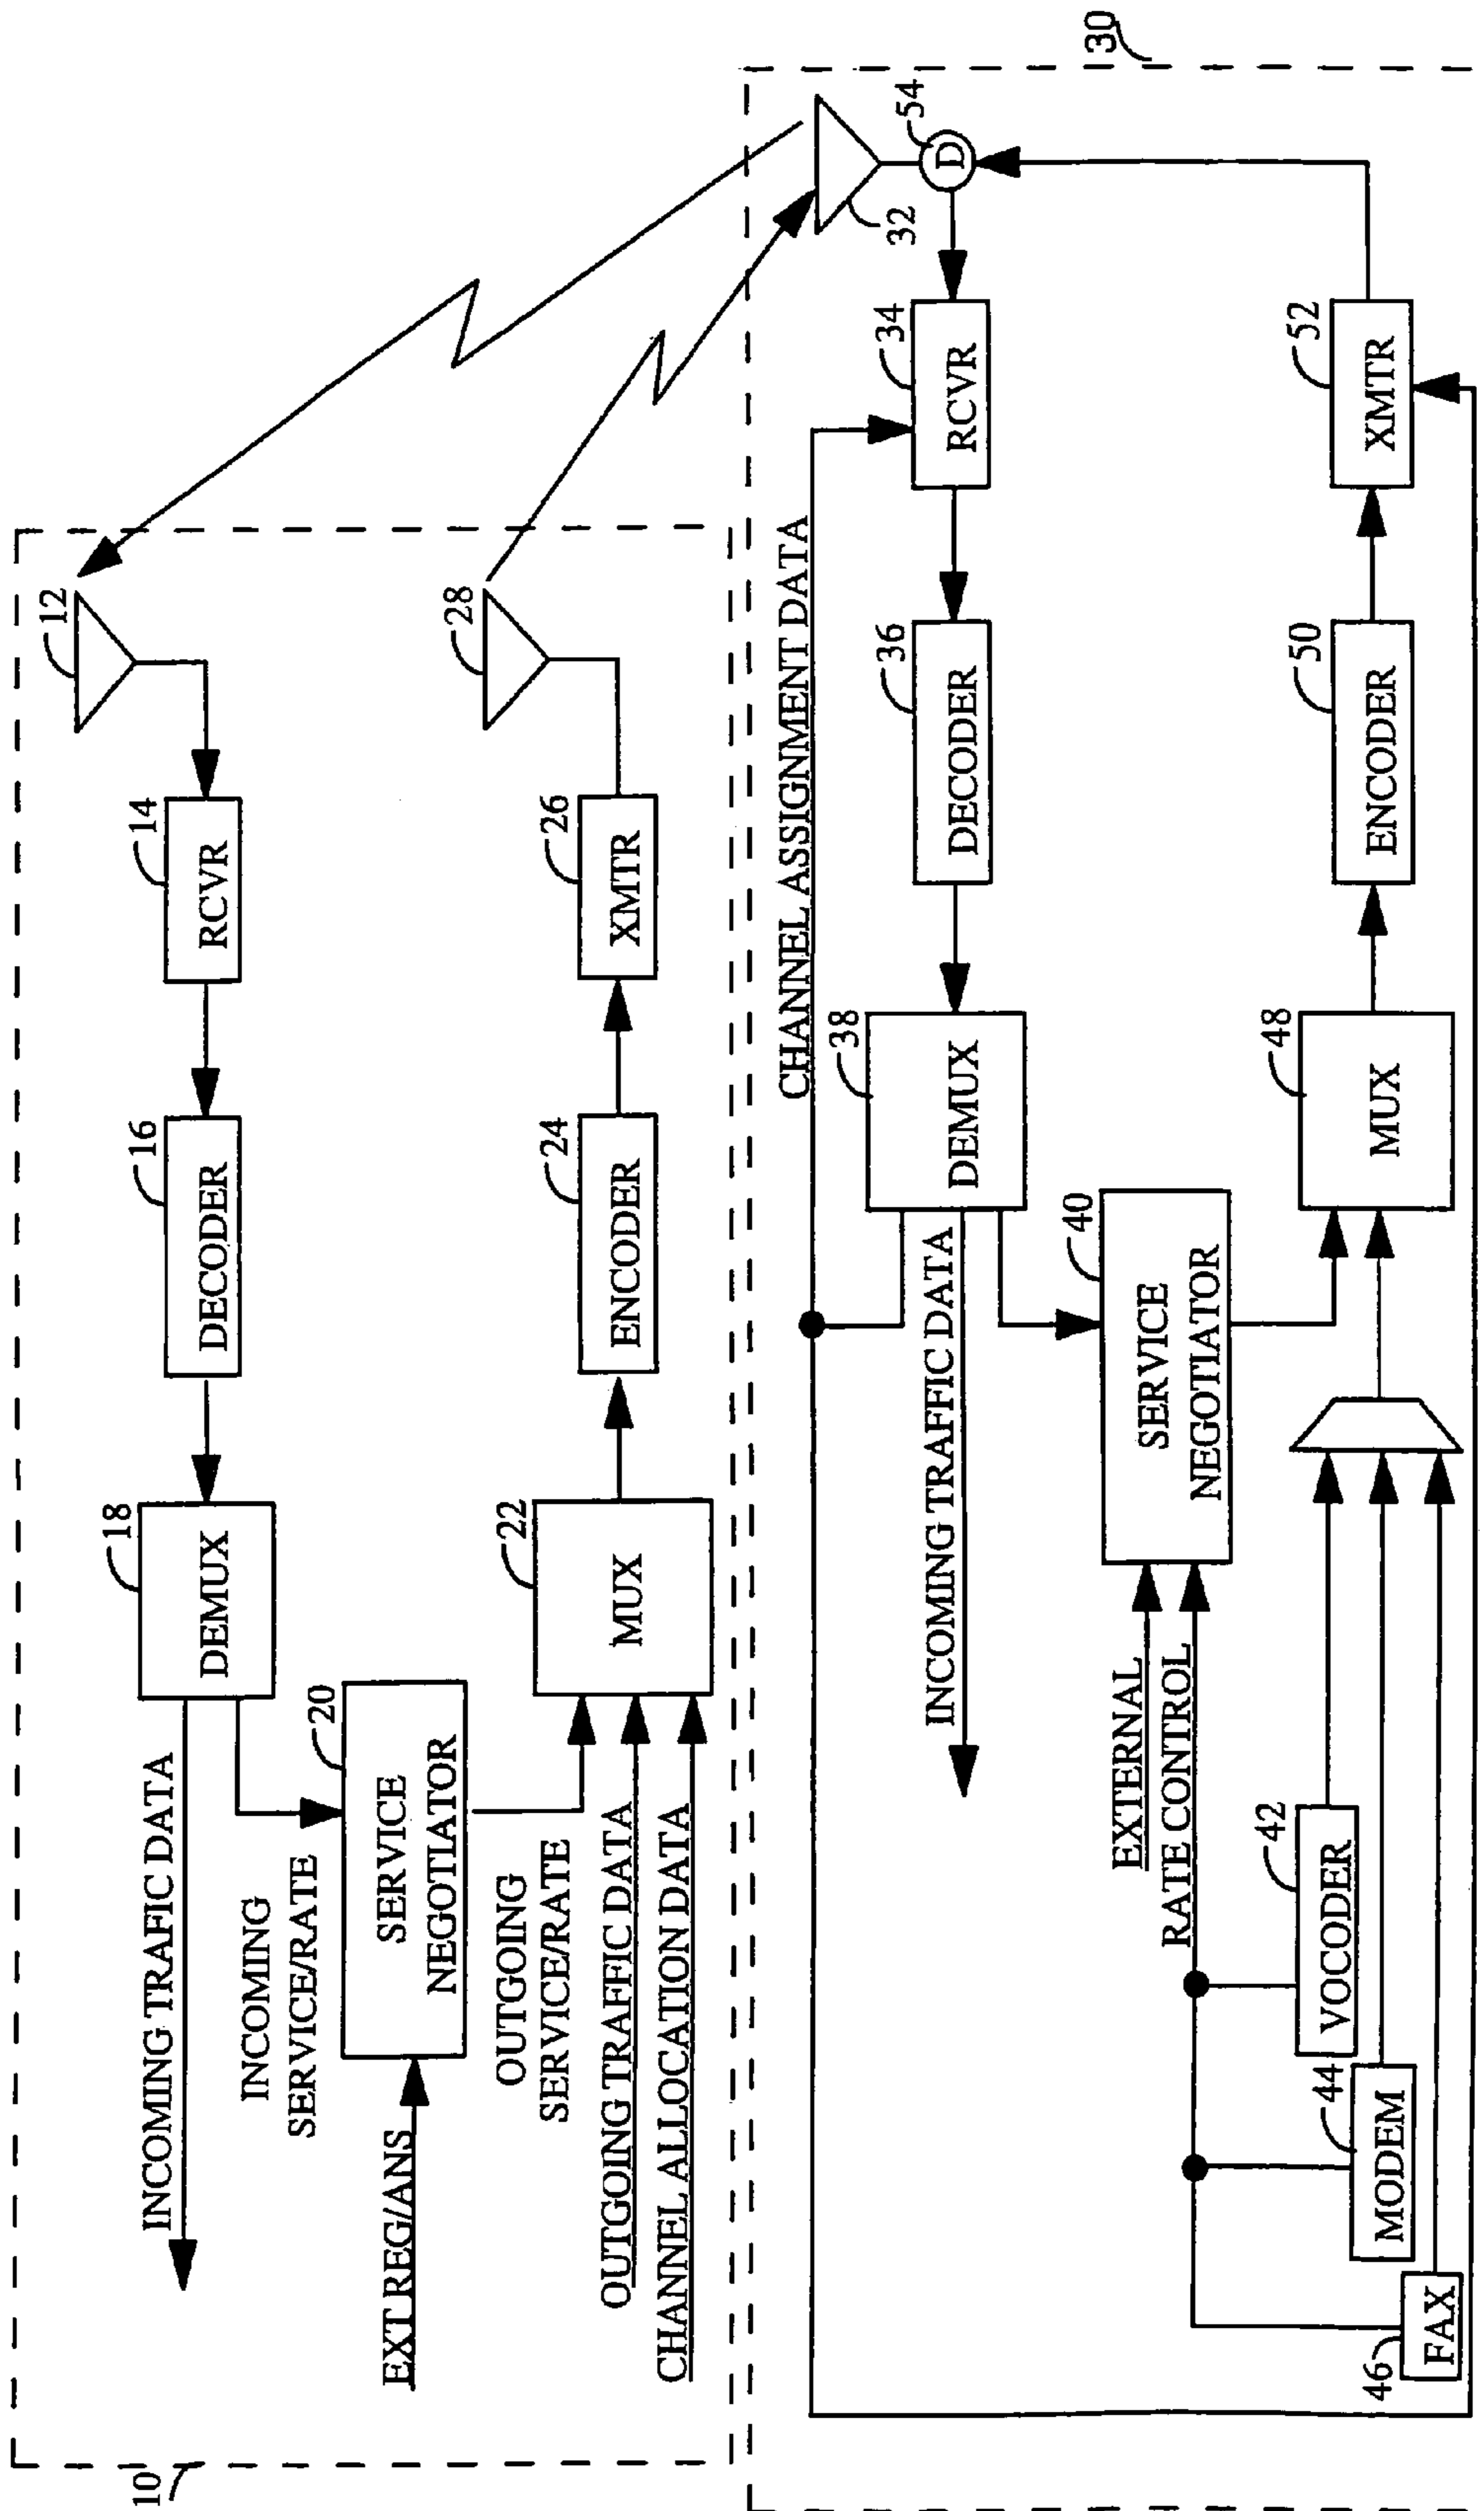 10
INCOMING TRAFFIC DATA
18
DEMUX
16
DECODER
14
RCVR
12
INCOMING
SERVICE/RATE
EXT REG/ANS
20
SERVICE
NEGOTIATOR
OUTGOING
SERVICE/RATE
OUTGOING TRAFFIC DATA
CHANNEL ALLOCATION DATA
22
MUX
24
ENCODER
26
XMTR
28
CHANNEL ASSIGNMENT DATA
30
INCOMING TRAFFIC DATA
38
DEMUX
36
DECODER
34
RCVR
32
54
D
EXTERNAL
RATE CONTROL
40
SERVICE
NEGOTIATOR
42
VOCODER
44
MODEM
46
FAX
48
MUX
50
ENCODER
52
XMTR